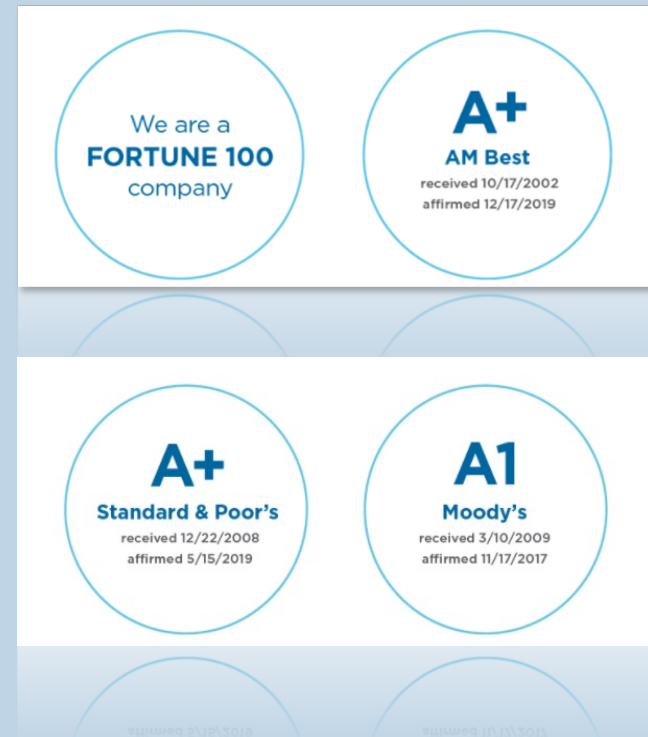 We are a
FORTUNE 100
company
A+
AM Best
received 10/17/2002
affirmed 12/17/2019
A+
Standard & Poor's
received 12/22/2008
affirmed 5/15/2019
A1
Moody's
received 3/10/2009
affirmed 11/17/2017